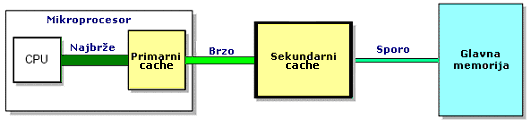 Mikroprocesor
CPU
Najbrže
Primarni
cache
Brzo
Sekundarni
cache
Sporo
Glavna
memorija